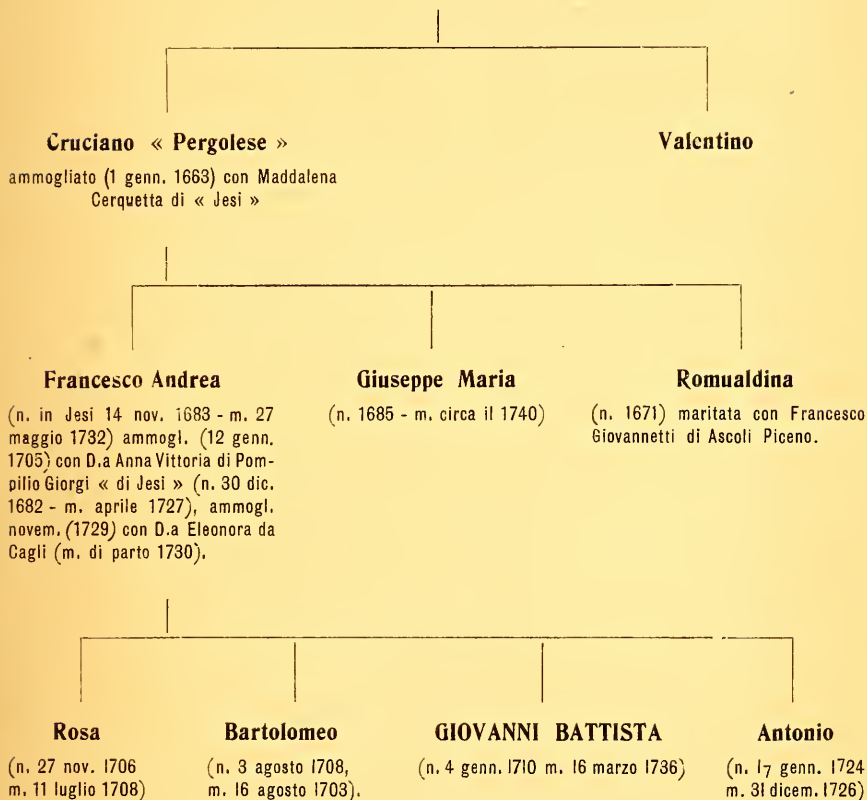 Cruciano « Pergolese »
ammogliato (1 genn. 1663) con Maddalena
Cerquetta di « Jesi »
Valentino
Francesco Andrea
(n. in Jesi 14 nov. 1683 - m. 27
maggio 1732) ammogl. (12 genn.
1705) con D.a Anna Vittoria di Pom-
pilio Giorgi « di Jesi » (n. 30 dic.
1682 - m. aprile 1727), ammogl.
novem. (1729) con D.a Eleonora da
Cagli (m. di parto 1730).
Giuseppe Maria
(n. 1685 - m. circa il 1740)
Romualdina
(n. 1671) maritata con Francesco
Giovannetti di Ascoli Piceno.
Rosa
(n. 27 nov. 1706
m. 11 luglio 1708)
Bartolomeo
(n. 3 agosto 1708,
m. 16 agosto 1703).
GIOVANNI BATTISTA
(n. 4 genn. 1710 m. 16 marzo 1736)
Antonio
(n. 17 genn. 1724
m. 31 dicem. 1726)